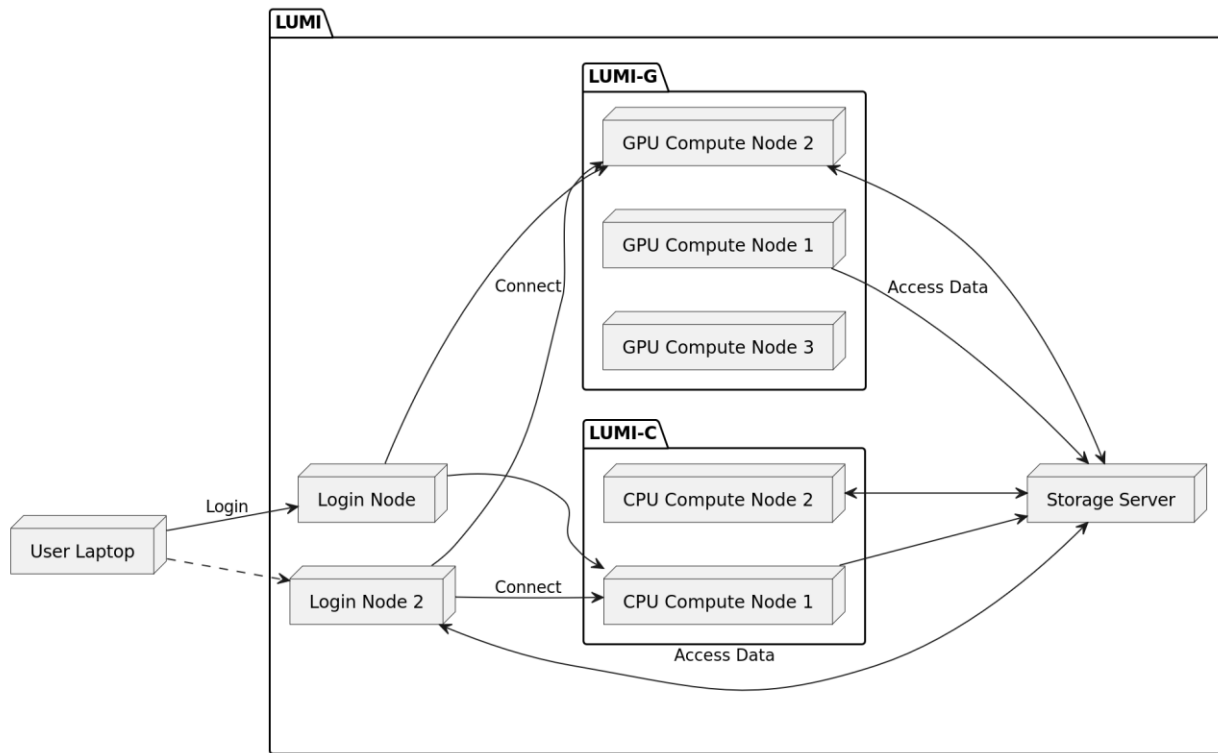 LUMI
LUMI-G
GPU Compute Node 2
GPU Compute Node 1
Connect
Access Data
GPU Compute Node 3
LUMI-C
Login Node
CPU Compute Node 2
Storage Server
Login
User Laptop
Login Node 2
Connect
CPU Compute Node 1
Access Data